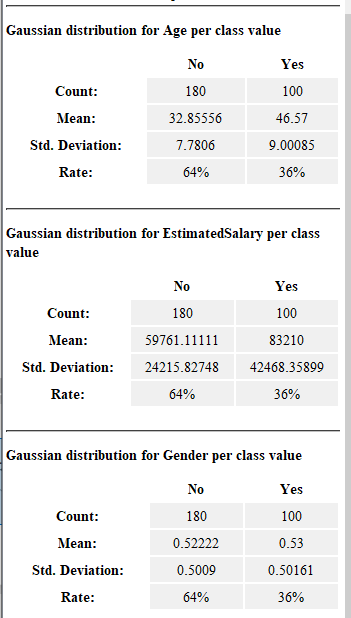 Gaussian distribution for Age per class value
No Yes
Count: 180 100
Mean: 32.85556 46.57
Std. Deviation: 7.7806 9.00085
Rate: 64% 36%
Gaussian distribution for EstimatedSalary per class
value
No Yes
Count: 180 100
Mean: 59761.11111 83210
Std. Deviation: 24215.82748 42468.35899
Rate: 64% 36%
Gaussian distribution for Gender per class value
No Yes
Count: 180 100
Mean: 0.52222 0.53
Std. Deviation: 0.5009 0.50161
Rate: 64% 36%